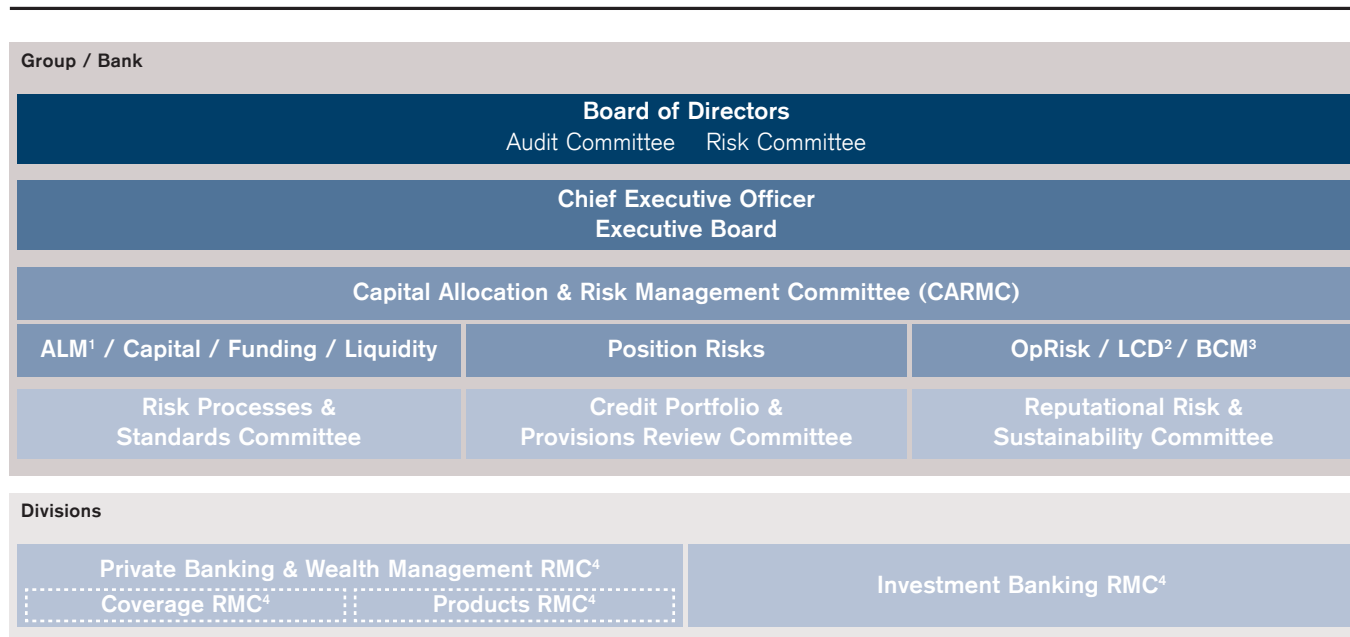 Group / Bank
Board of Directors
Audit Committee Risk Committee
Chief Executive Officer
Executive Board
Capital Allocation & Risk Management Committee (CARMC)
ALM¹ / Capital / Funding / Liquidity
Position Risks
OpRisk / LCD² / BCM³
Risk Processes &
Standards Committee
Credit Portfolio &
Provisions Review Committee
Reputational Risk &
Sustainability Committee
Divisions
Private Banking & Wealth Management RMC⁴
Coverage RMC⁴
Products RMC⁴
Investment Banking RMC⁴